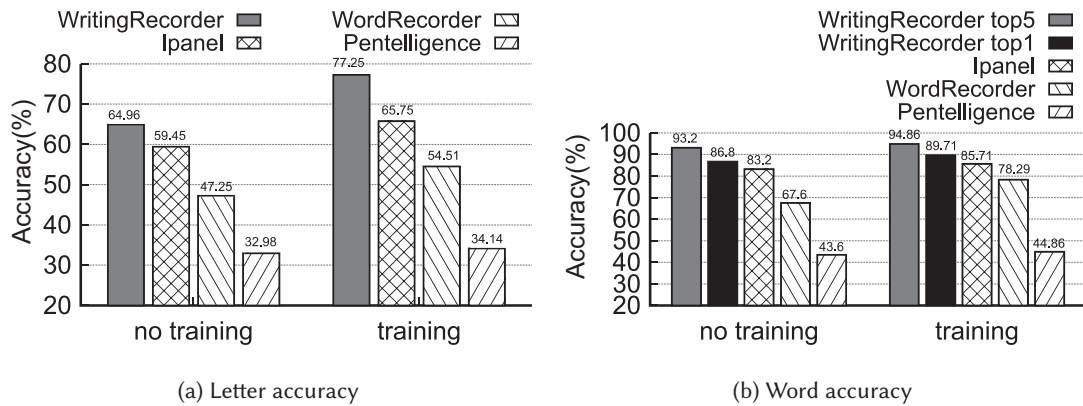 WritingRecorder WordRecorder
Ipanel Pentelligence
80
70
60
50
40
30
20
Accuracy(%)
64.96
59.45
47.25
32.98
77.25
65.75
54.51
34.14
no training training
(a) Letter accuracy
WritingRecorder top5
WritingRecorder top1
Ipanel
WordRecorder
Pentelligence
100
90
80
70
60
50
40
30
20
Accuracy(%)
93.2
86.8
83.2
67.6
43.6
94.86
89.71
85.71
78.29
44.86
no training training
(b) Word accuracy